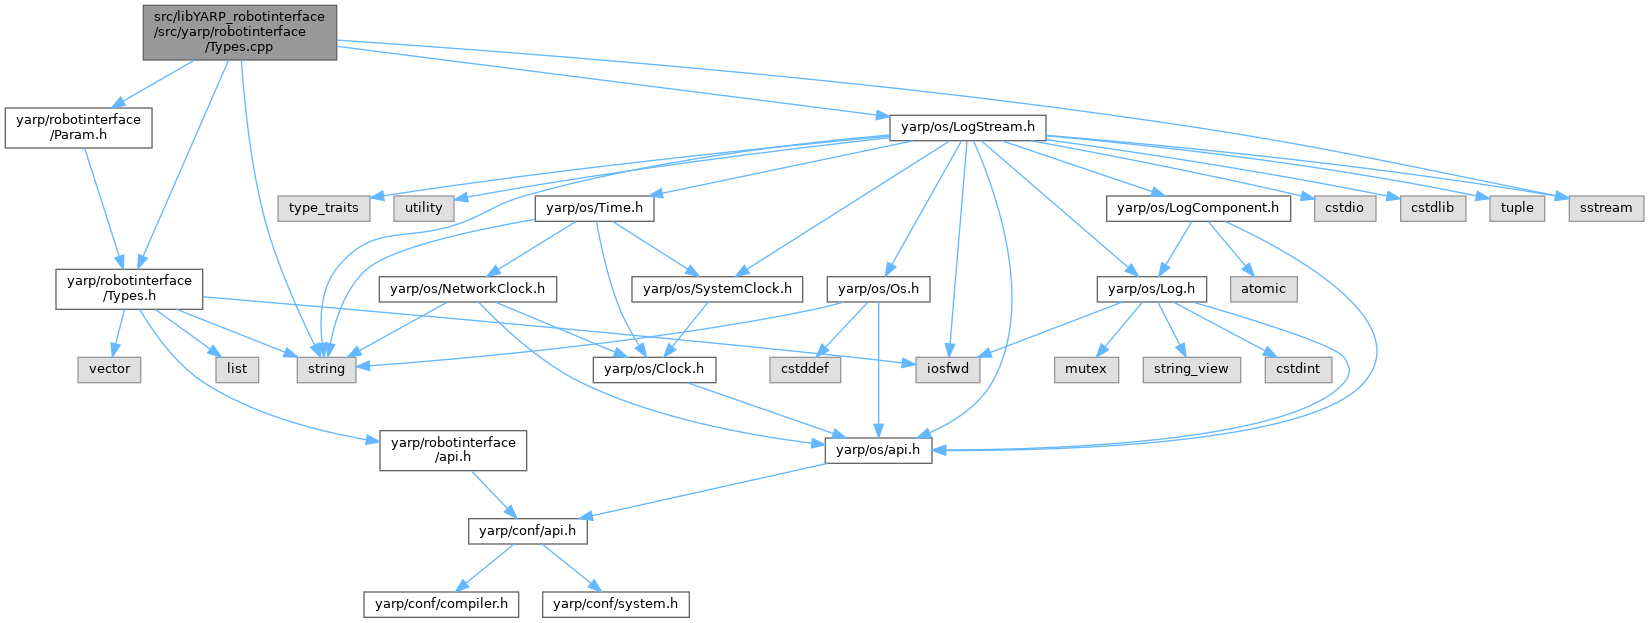 src/libYARP_robotinterface
/src/yarp/robotinterface
/Types.cpp
yarp/robotinterface
/Param.h
yarp/os/LogStream.h
type_traits
utility
yarp/os/Time.h
yarp/os/LogComponent.h
cstdio
cstdlib
tuple
sstream
yarp/robotinterface
/Types.h
yarp/os/NetworkClock.h
yarp/os/SystemClock.h
yarp/os/Os.h
yarp/os/Log.h
atomic
vector
list
string
yarp/os/Clock.h
cstddef
iosfwd
mutex
string_view
cstdint
yarp/robotinterface
/api.h
yarp/os/api.h
yarp/conf/api.h
yarp/conf/compiler.h
yarp/conf/system.h